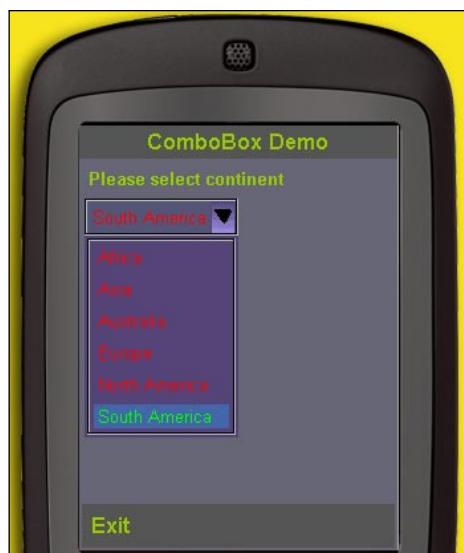 ComboBox Demo
Please select continent
South America
Africa
Asia
Australia
Europe
North America
South America
Exit